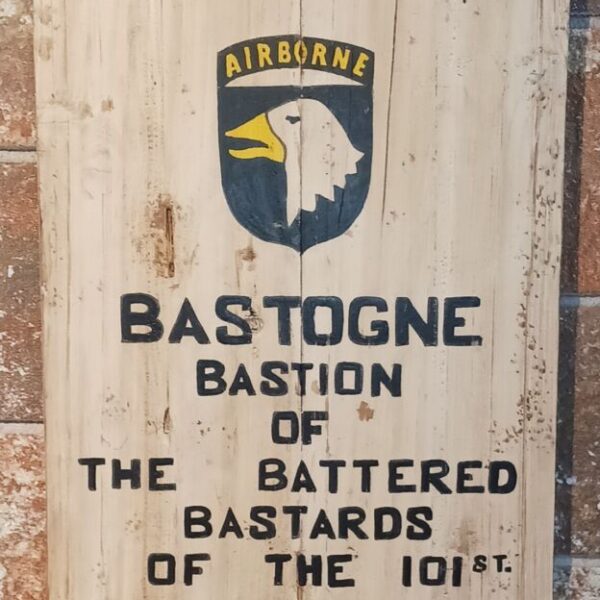 AIRBORNE
BASTOGNE
BASTION
OF
THE BATTERED
BASTARDS
OF THE 101ST.